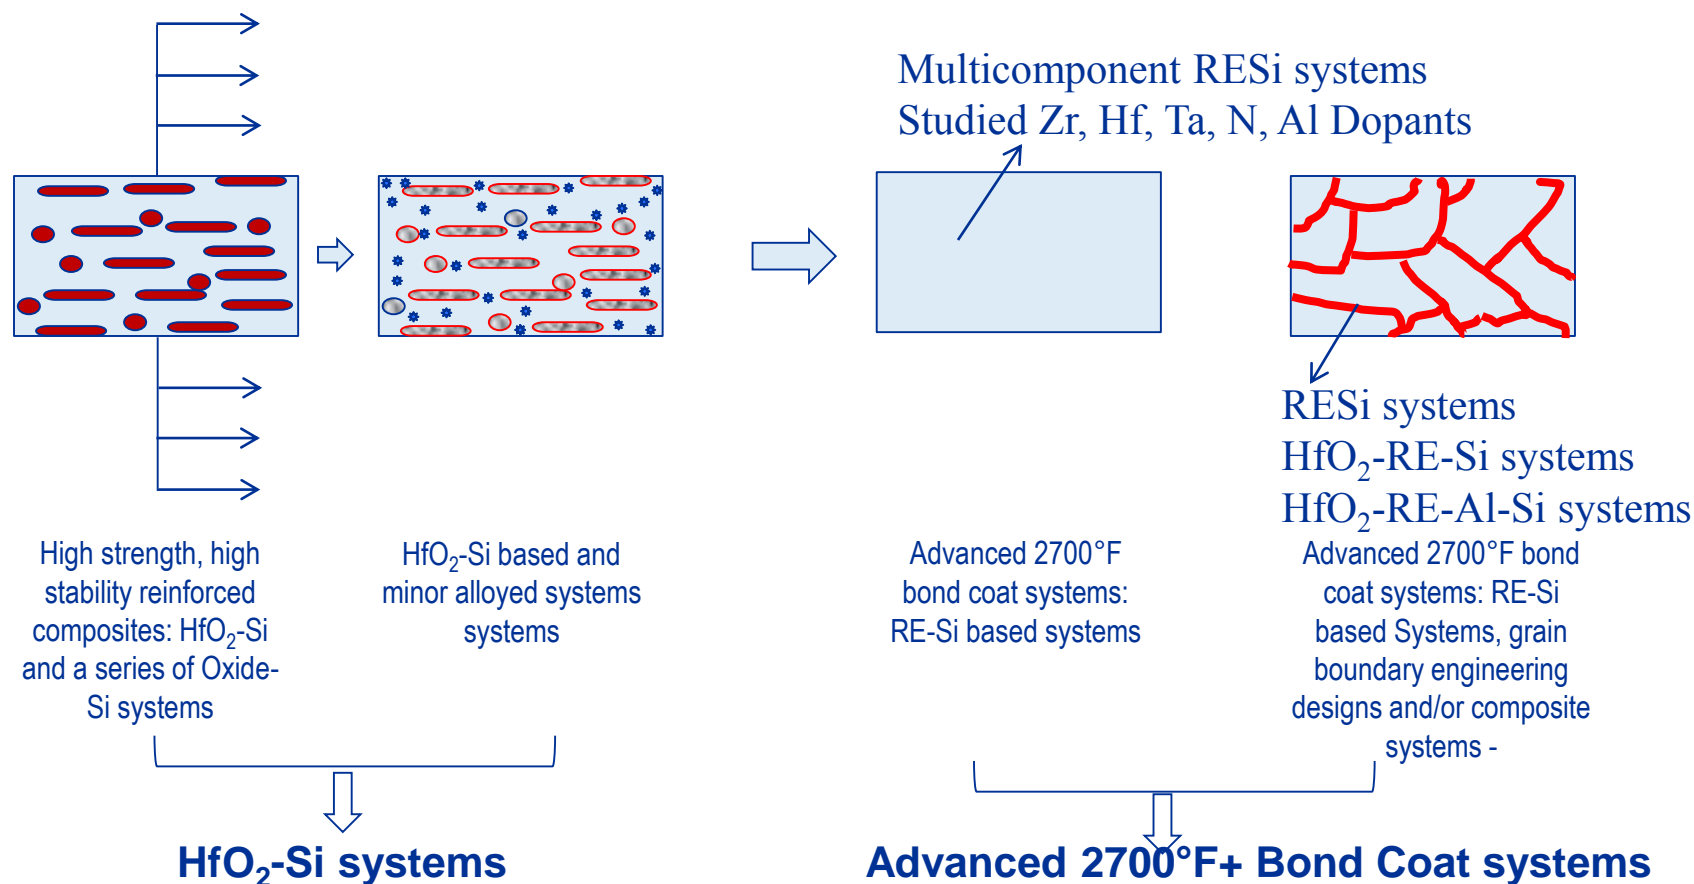 Multicomponent RESi systems
Studied Zr, Hf, Ta, N, Al Dopants
RESi systems
HfO₂-RE-Si systems
HfO₂-RE-Al-Si systems
High strength, high
stability reinforced
composites: HfO₂-Si
and a series of Oxide-
Si systems
HfO₂-Si based and
minor alloyed systems
systems
Advanced 2700°F
bond coat systems:
RE-Si based systems
Advanced 2700°F bond
coat systems: RE-Si
based Systems, grain
boundary engineering
designs and/or composite
systems -
HfO₂-Si systems
Advanced 2700°F+ Bond Coat systems